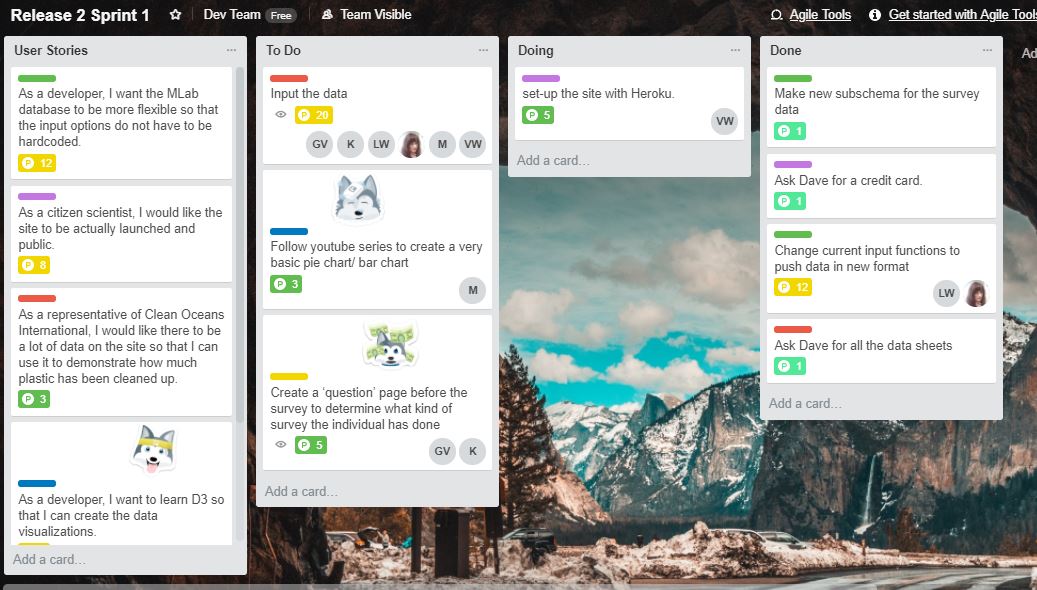 Release 2 Sprint 1
Dev Team Free
Team Visible
Agile Tools
Get started with Agile Tools
User Stories
As a developer, I want the MLab
database to be more flexible so that
the input options do not have to be
hardcoded.
P 12
As a citizen scientist, I would like the
site to be actually launched and
public.
P 8
As a representative of Clean Oceans
International, I would like there to be
a lot of data on the site so that I can
use it to demonstrate how much
plastic has been cleaned up.
P 3
As a developer, I want to learn D3 so
that I can create the data
visualizations.
Add a card…
To Do
Input the data
P 20
GV K LW M VW
Follow youtube series to create a very
basic pie chart/ bar chart
P 3
M
Create a ‘question’ page before the
survey to determine what kind of
survey the individual has done
P 5
GV K
Add a card…
Doing
set-up the site with Heroku.
P 5
VW
Add a card…
Done
Make new subschema for the survey
data
P 1
Ask Dave for a credit card.
P 1
Change current input functions to
push data in new format
P 12
LW
Ask Dave for all the data sheets
P 1
Add a card…
Ad